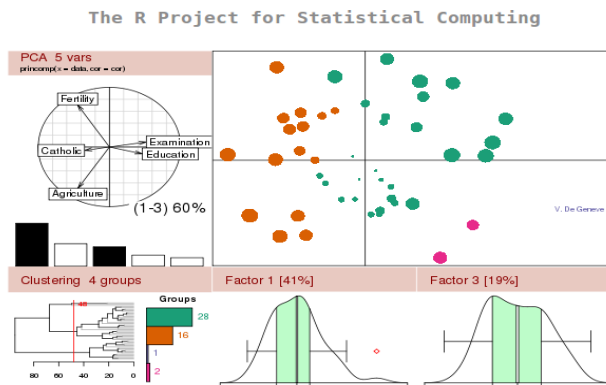 The R Project for Statistical Computing
PCA 5 vars
princomp(x = data, cor = cor)
Fertility
Catholic
Examination
Education
Agriculture
(1-3) 60%
V. De Geneve
Clustering 4 groups
Factor 1 [41%]
Factor 3 [19%]
Groups
28
16
1
2
80 60 40 20 0